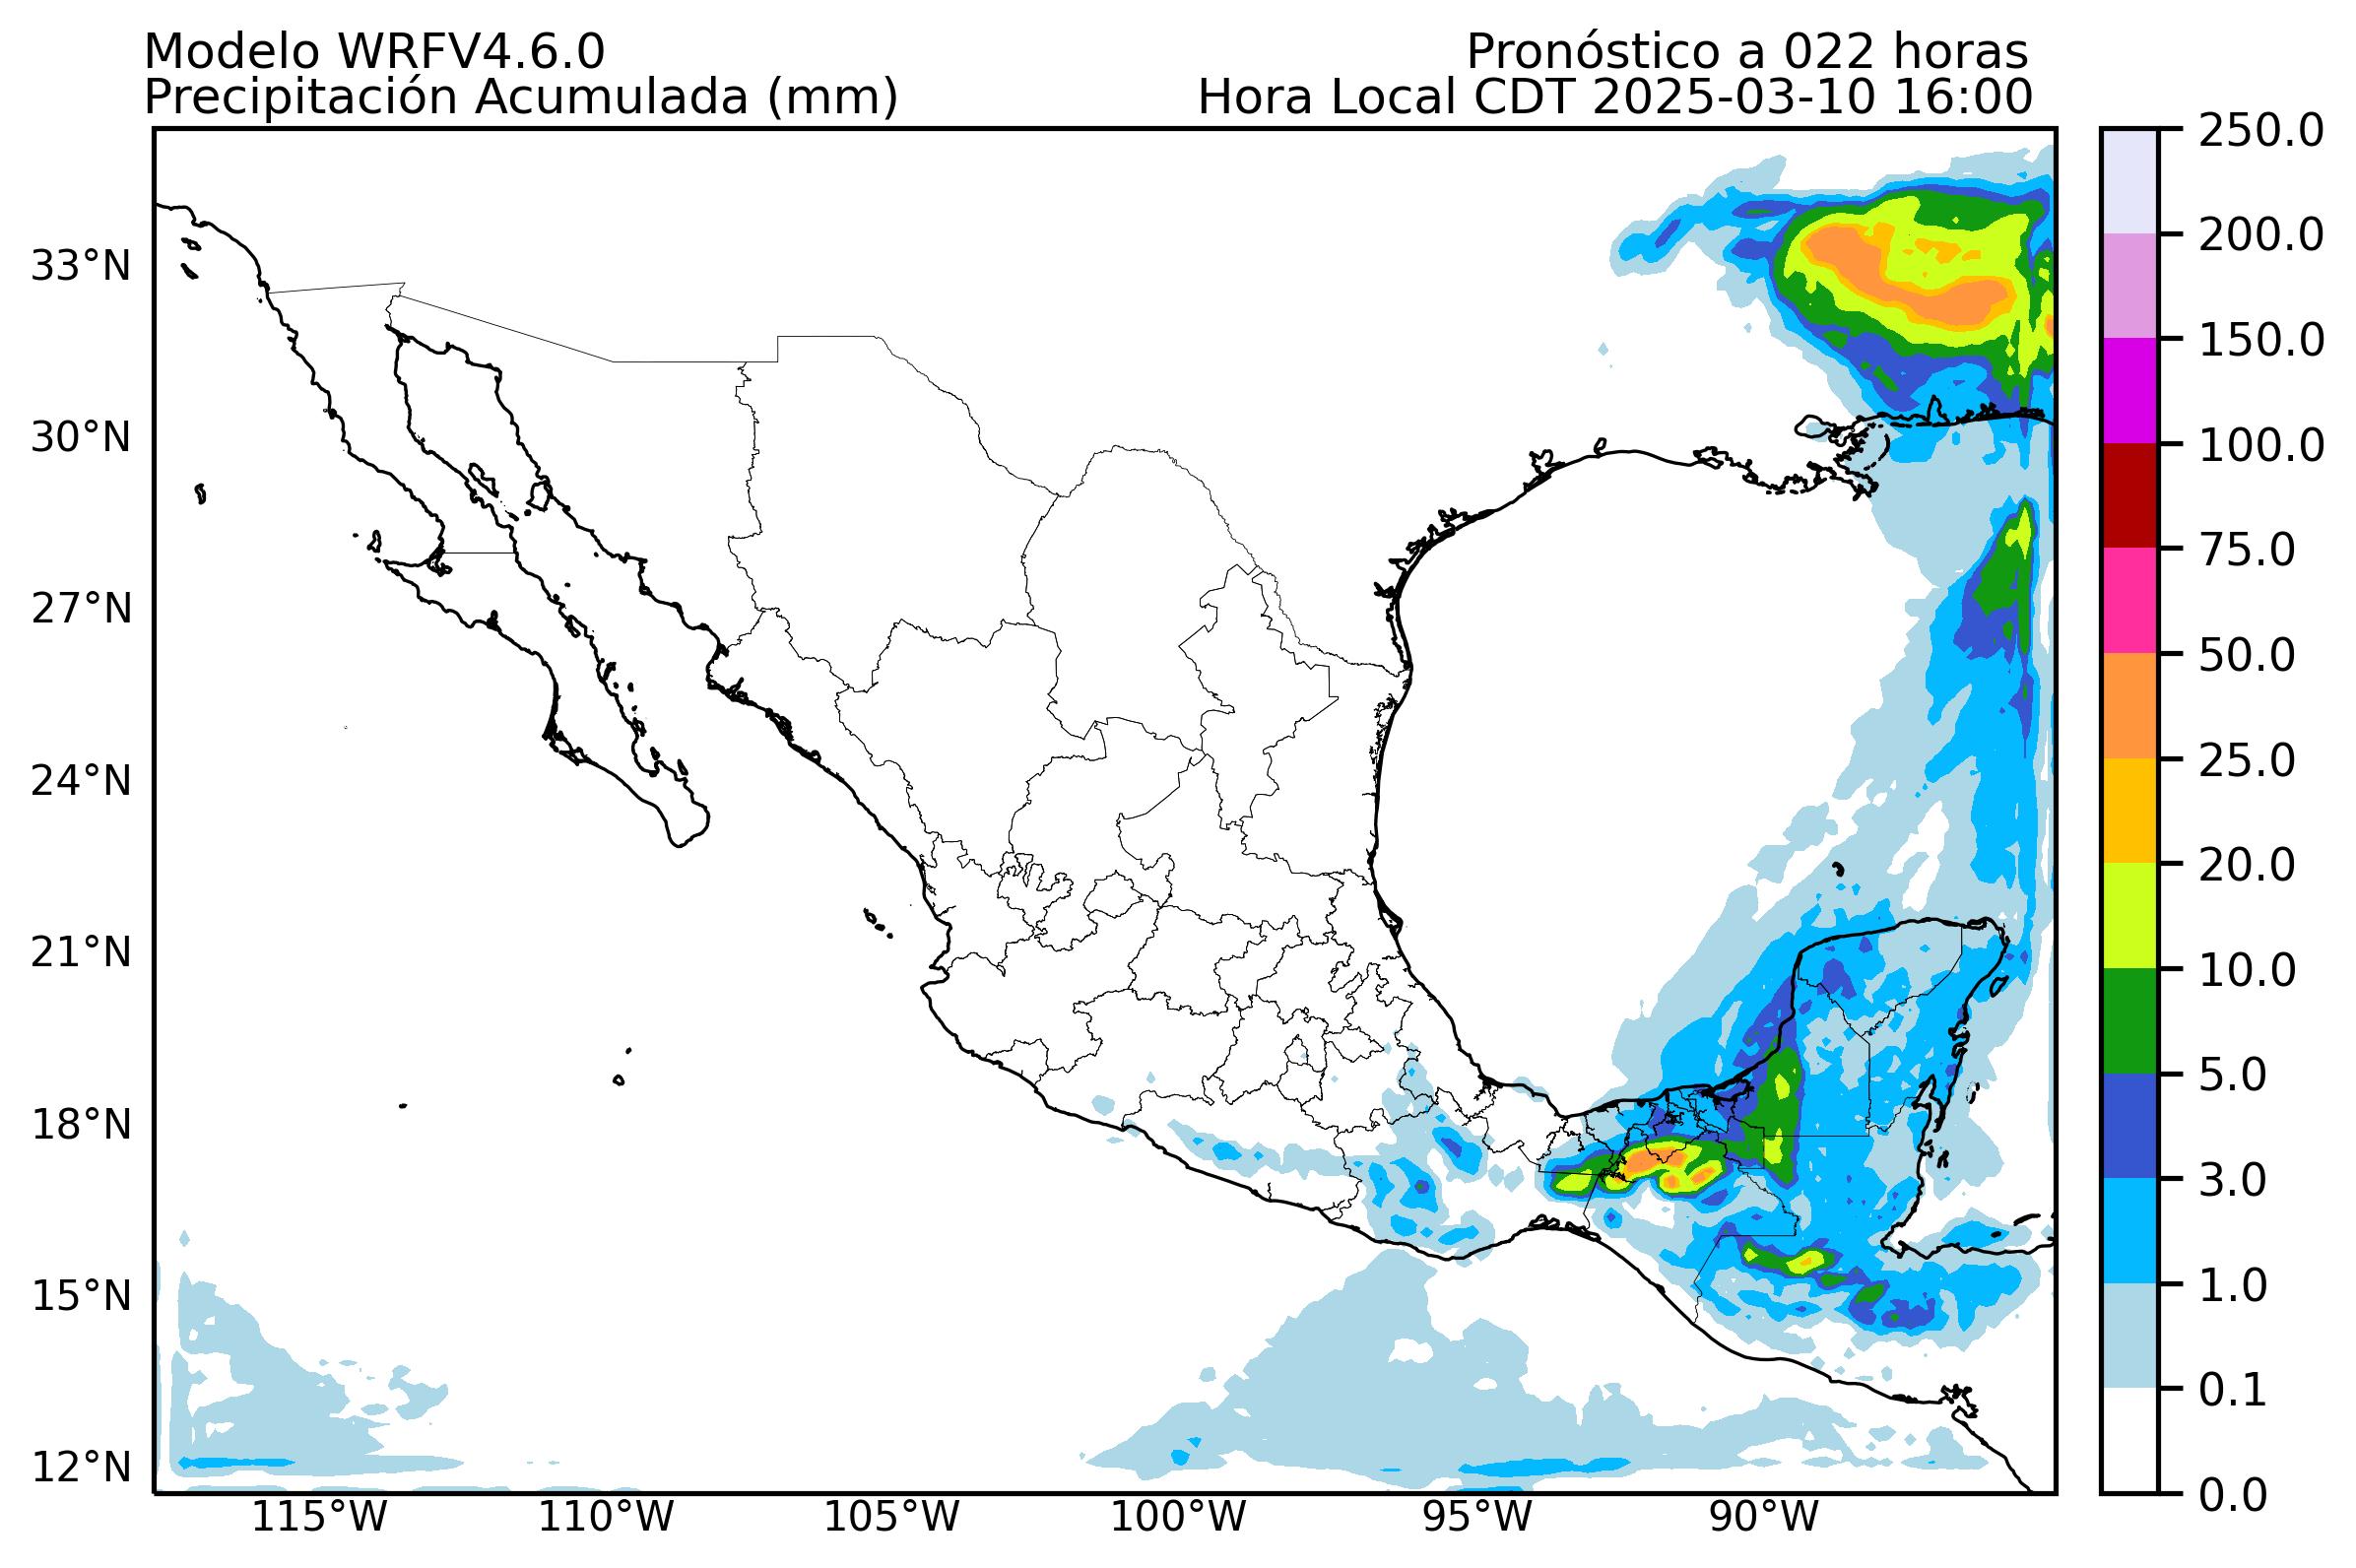 Modelo WRFV4.6.0
Pronóstico a 022 horas
Precipitación Acumulada (mm)
Hora Local CDT 2025-03-10 16:00
33°N
30°N
27°N
24°N
21°N
18°N
15°N
12°N
115°W
110°W
105°W
100°W
95°W
90°W
250.0
200.0
150.0
100.0
75.0
50.0
25.0
20.0
10.0
5.0
3.0
1.0
0.1
0.0